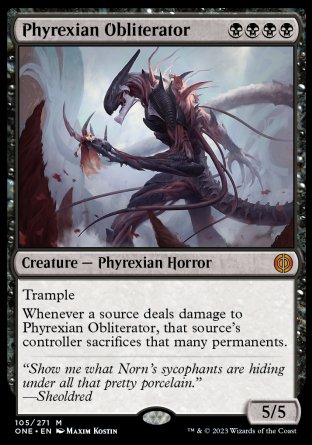 Phyrexian Obliterator
Creature — Phyrexian Horror
Trample
Whenever a source deals damage to
Phyrexian Obliterator, that source's
controller sacrifices that many permanents.
“Show me what Norn's sycophants are hiding
under all that pretty porcelain.”
—Sheoldred
5/5
105/271 M
ONE • EN Maxim Kostin
™ & © 2023 Wizards of the Coast